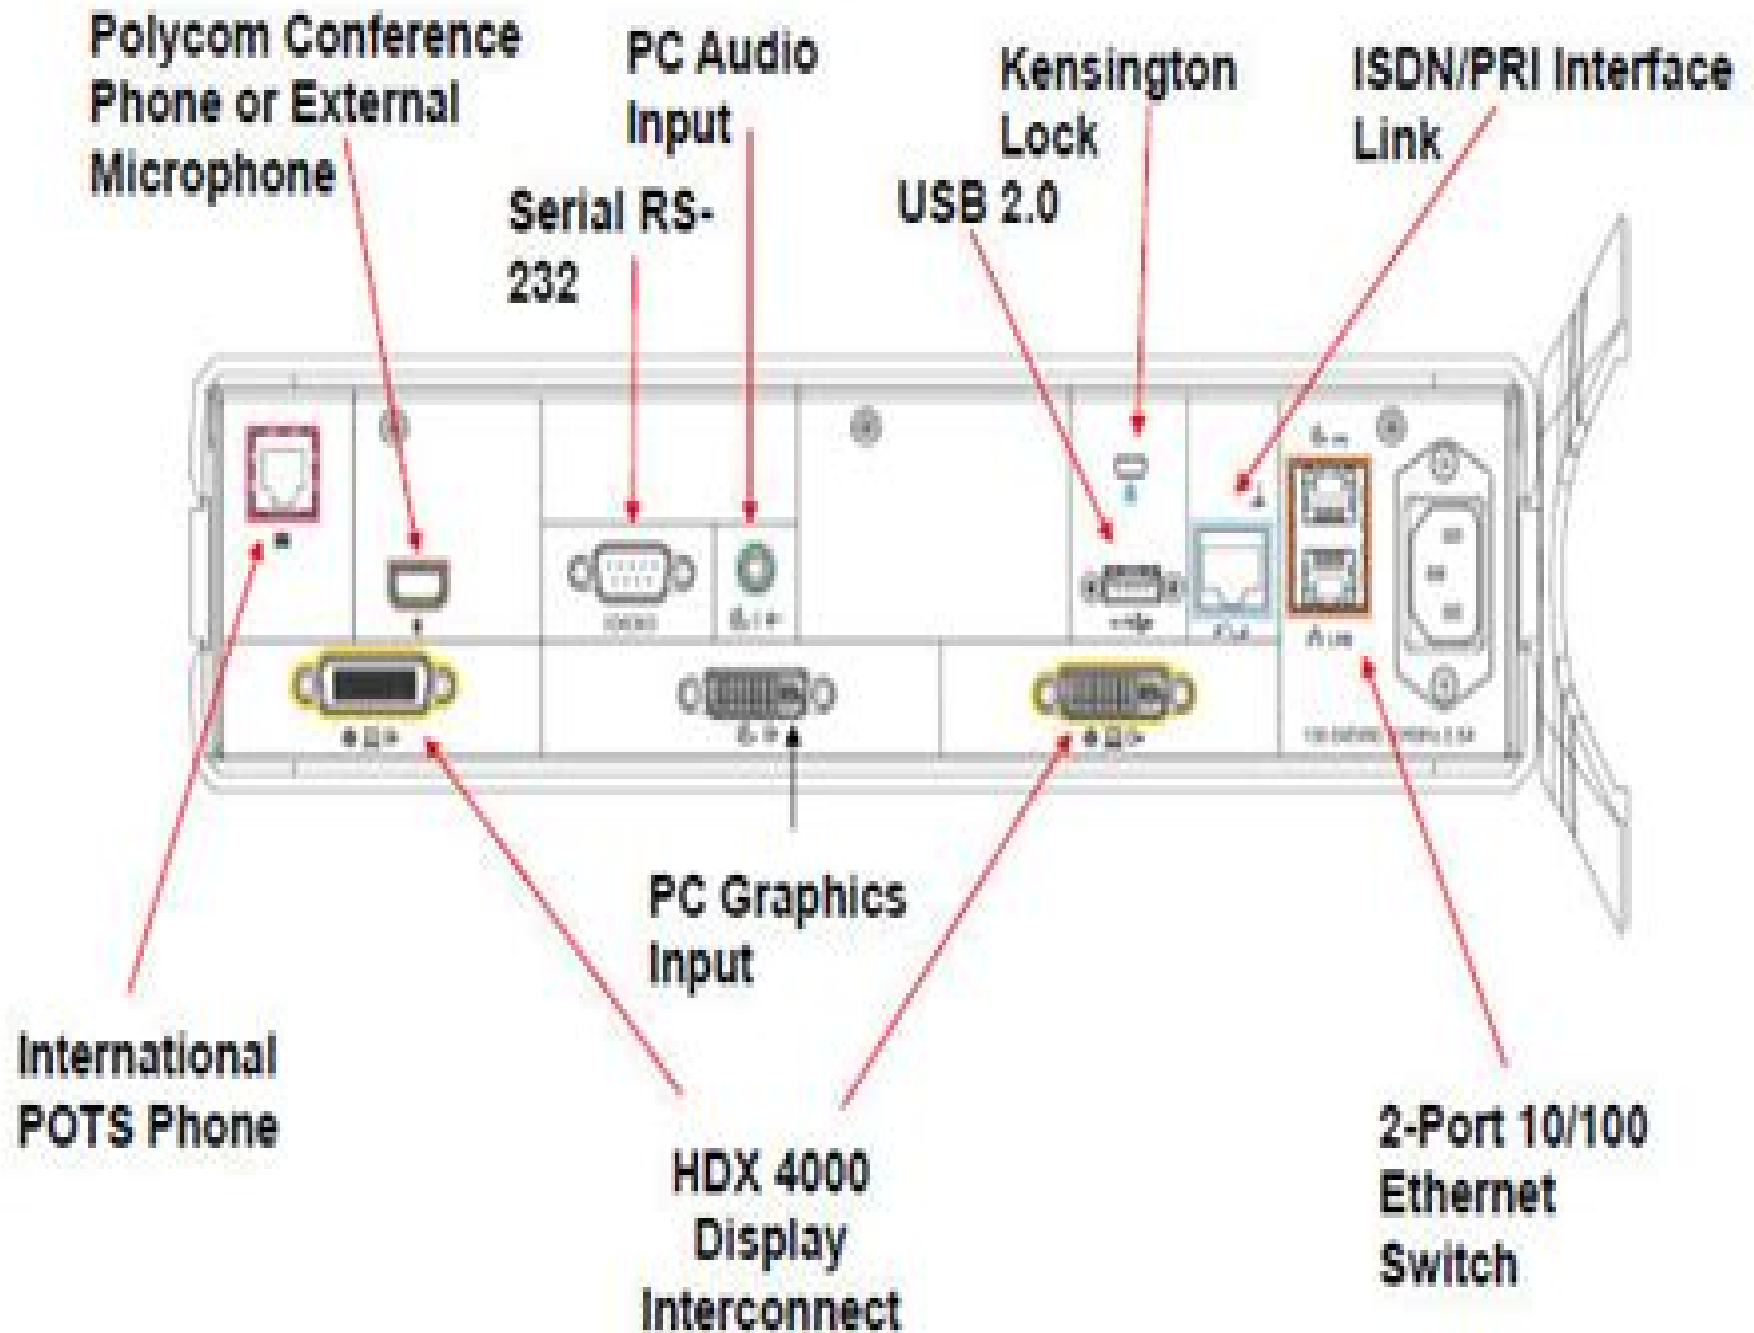 Polycom Conference
Phone or External
Microphone
PC Audio
Input
Serial RS-
232
Kensington
Lock
USB 2.0
ISDN/PRI Interface
Link
International
POTS Phone
PC Graphics
Input
HDX 4000
Display
Interconnect
2-Port 10/100
Ethernet
Switch